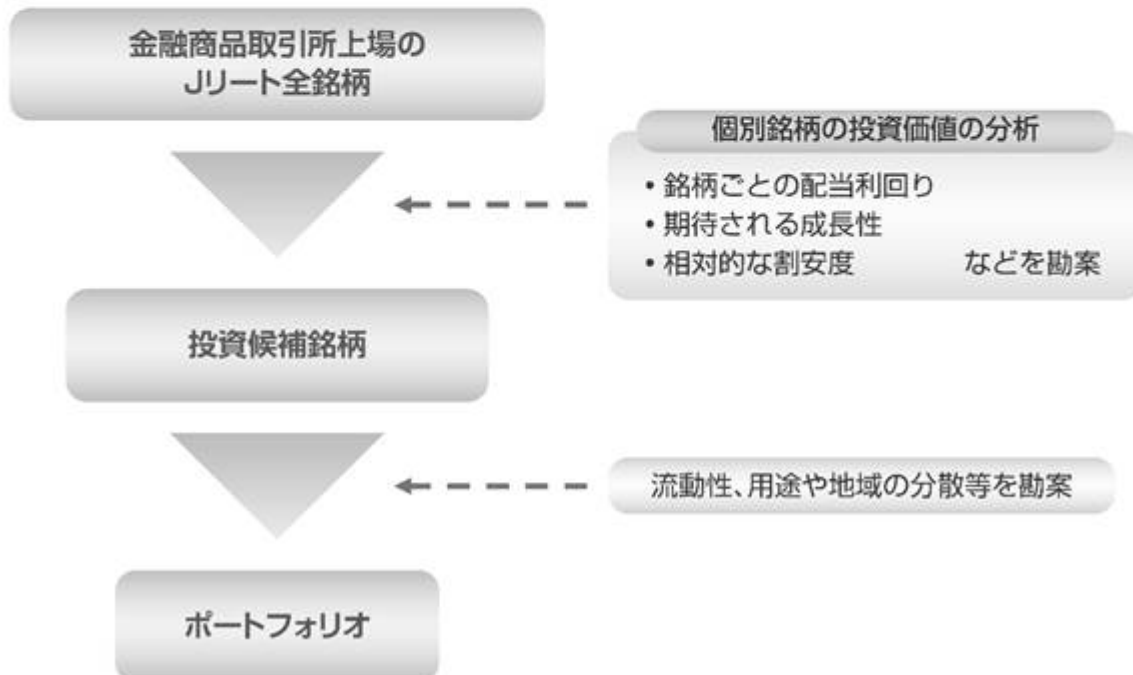 金融商品取引所上場の
Jリート全銘柄
個別銘柄の投資価値の分析
・銘柄ごとの配当利回り
・期待される成長性
・相対的な割安度　などを勘案
投資候補銘柄
流動性、用途や地域の分散等を勘案
ポートフォリオ